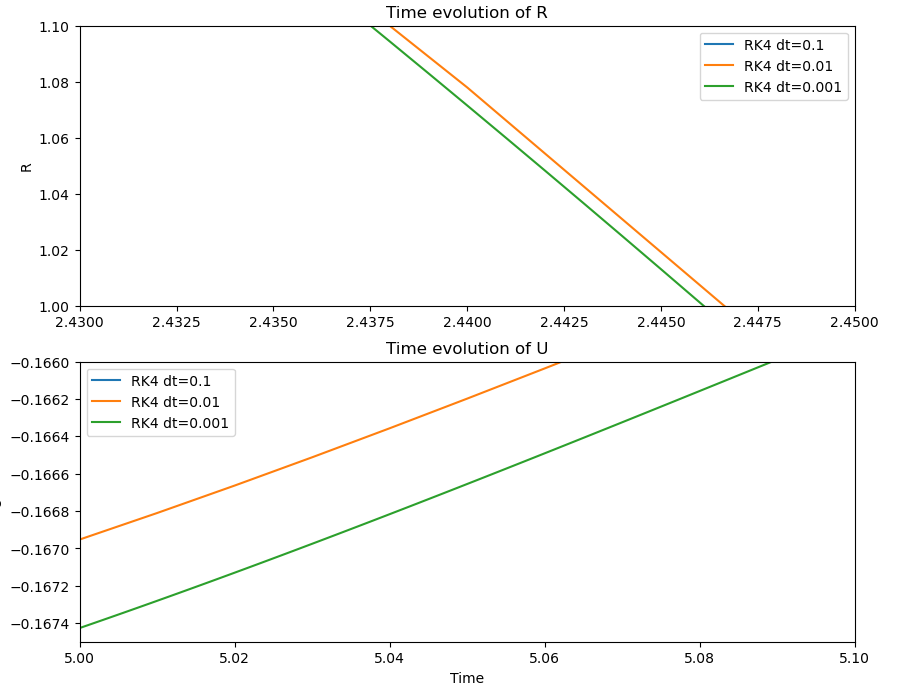 Time evolution of R
1.10
1.08
1.06
1.04
1.02
1.00
R
RK4 dt=0.1
RK4 dt=0.01
RK4 dt=0.001
2.4300 2.4325 2.4350 2.4375 2.4400 2.4425 2.4450 2.4475 2.4500
Time evolution of U
−0.1660
−0.1662
−0.1664
−0.1666
−0.1668
−0.1670
−0.1672
−0.1674
RK4 dt=0.1
RK4 dt=0.01
RK4 dt=0.001
5.00 5.02 5.04 5.06 5.08 5.10
Time